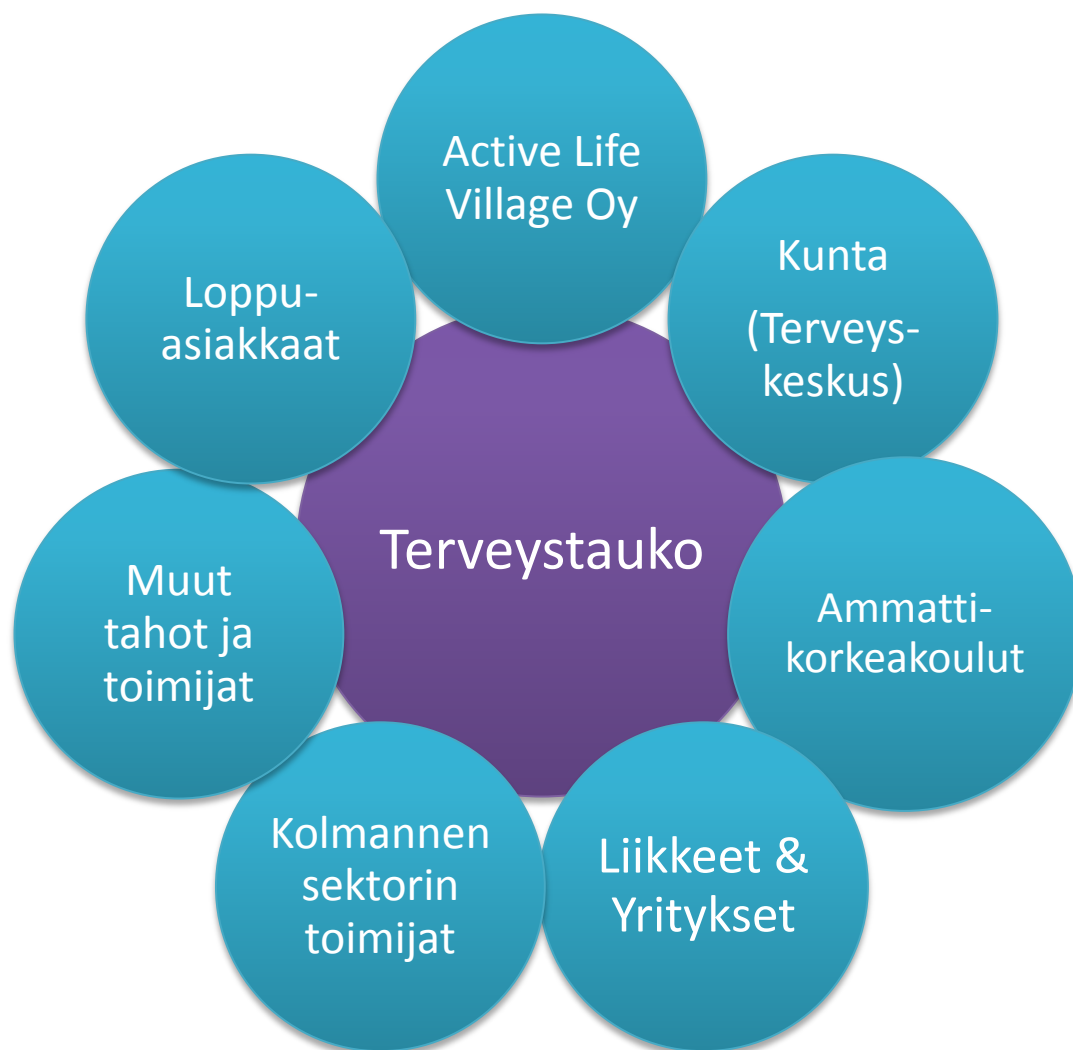 Active Life
Village Oy
Kunta
(Terveys-
keskus)
Ammatti-
korkeakoulut
Liikkeet &
Yritykset
Kolmannen
sektorin
toimijat
Muut
tahot ja
toimijat
Loppu-
asiakkaat
Terveystauko